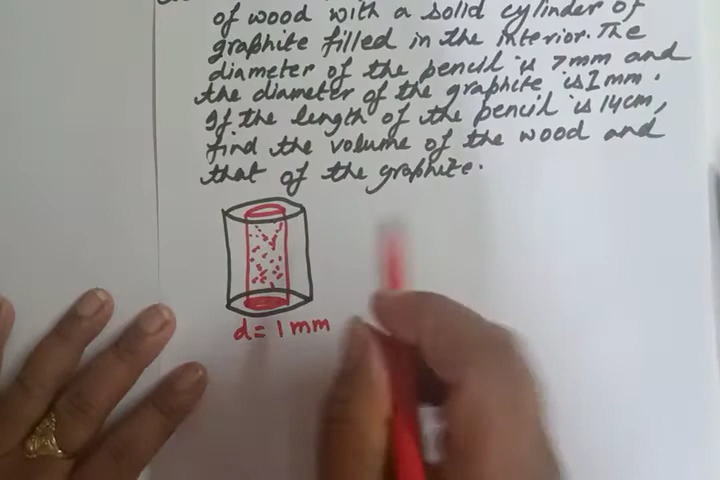 of wood with a solid cylinder of
graphite filled in the interior. The
diameter of the pencil is 7mm and
the diameter of the graphite is 1mm.
If the length of the pencil is 14cm,
find the volume of the wood and
that of the graphite.
d = 1 mm